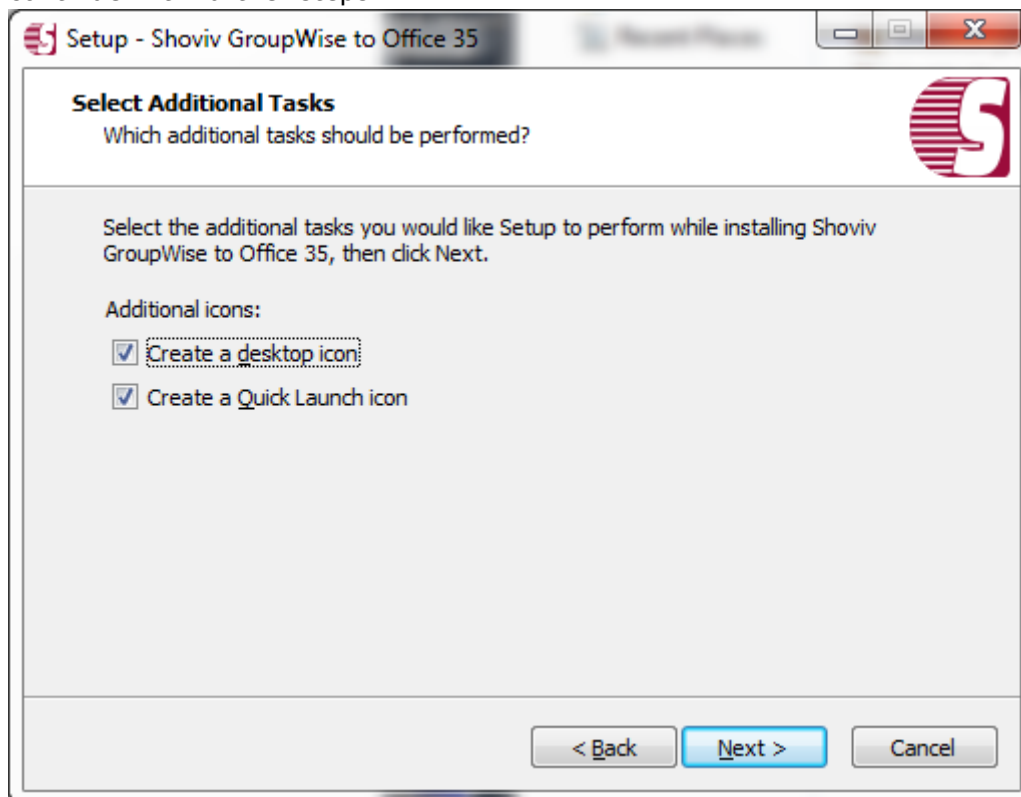 Setup - Shoviv GroupWise to Office 35
Recent Places
Select Additional Tasks
Which additional tasks should be performed?
Select the additional tasks you would like Setup to perform while installing Shoviv
GroupWise to Office 35, then click Next.
Additional icons:
Create a desktop icon
Create a Quick Launch icon
< Back
Next >
Cancel